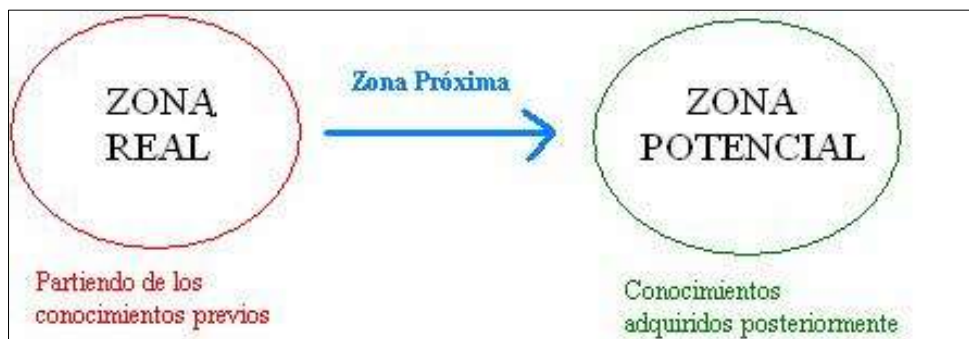 ZONA
REAL
Zona Próxima
ZONA
POTENCIAL
Partiendo de los
conocimientos previos
Conocimientos
adquiridos posteriormente